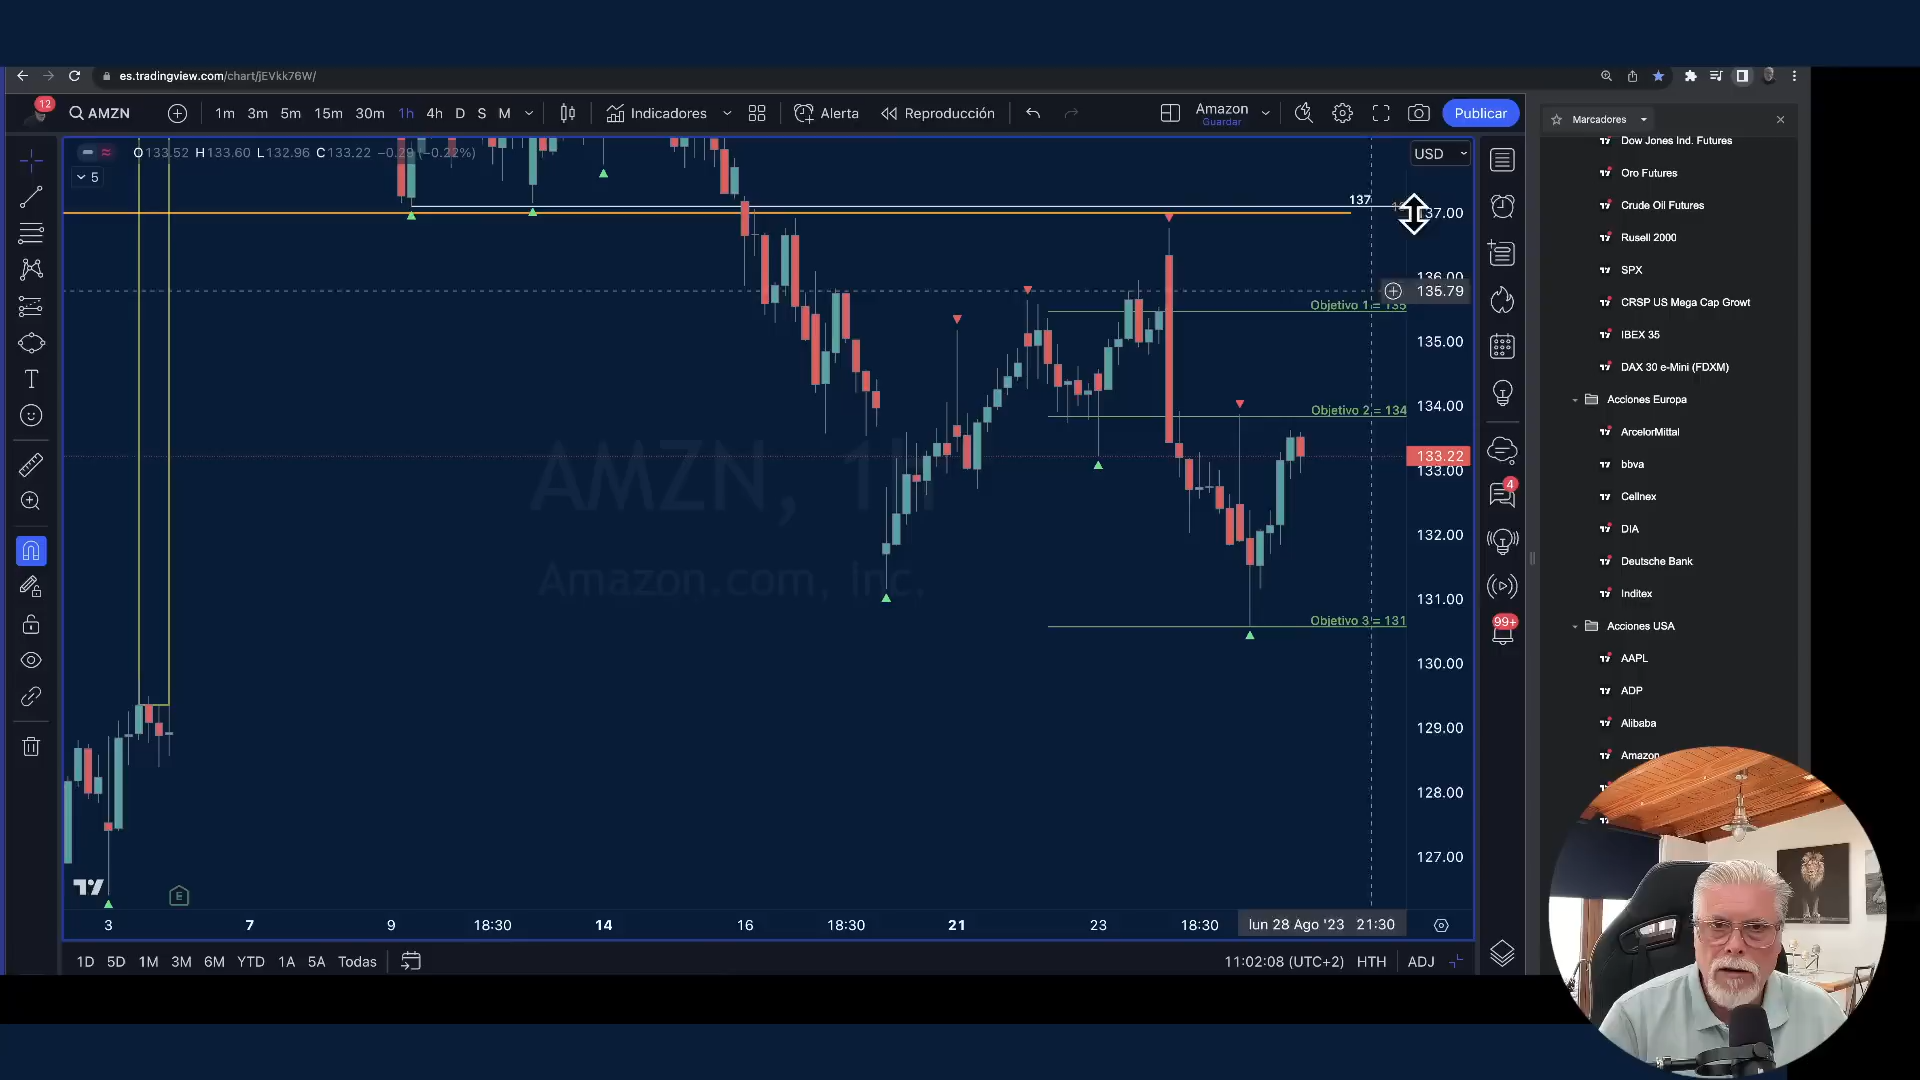 es.tradingview.com/chart/jEVkk76W/
12
AMZN
1m 3m 5m 15m 30m 1h 4h D S M
Indicadores
Alerta
Reproducción
Amazon
Guardar
Publicar
Marcadores
O133.52 H133.60 L132.96 C133.22 −0.29 (−0.22%)
5
USD
137
137.00
136.00
135.79
Objetivo 1 = 135
135.00
Objetivo 2 = 134
134.00
133.22
133.00
132.00
131.00
Objetivo 3 = 131
130.00
129.00
128.00
127.00
AMZN, 1h
Amazon.com, Inc.
E
3 7 9 18:30 14 16 18:30 21 23 18:30 lun 28 Ago '23 21:30
1D 5D 1M 3M 6M YTD 1A 5A Todas
11:02:08 (UTC+2) HTH ADJ
4
99+
Dow Jones Ind. Futures
Oro Futures
Crude Oil Futures
Rusell 2000
SPX
CRSP US Mega Cap Growt
IBEX 35
DAX 30 e-Mini (FDXM)
Acciones Europa
ArcelorMittal
bbva
Cellnex
DIA
Deutsche Bank
Inditex
Acciones USA
AAPL
ADP
Alibaba
Amazon